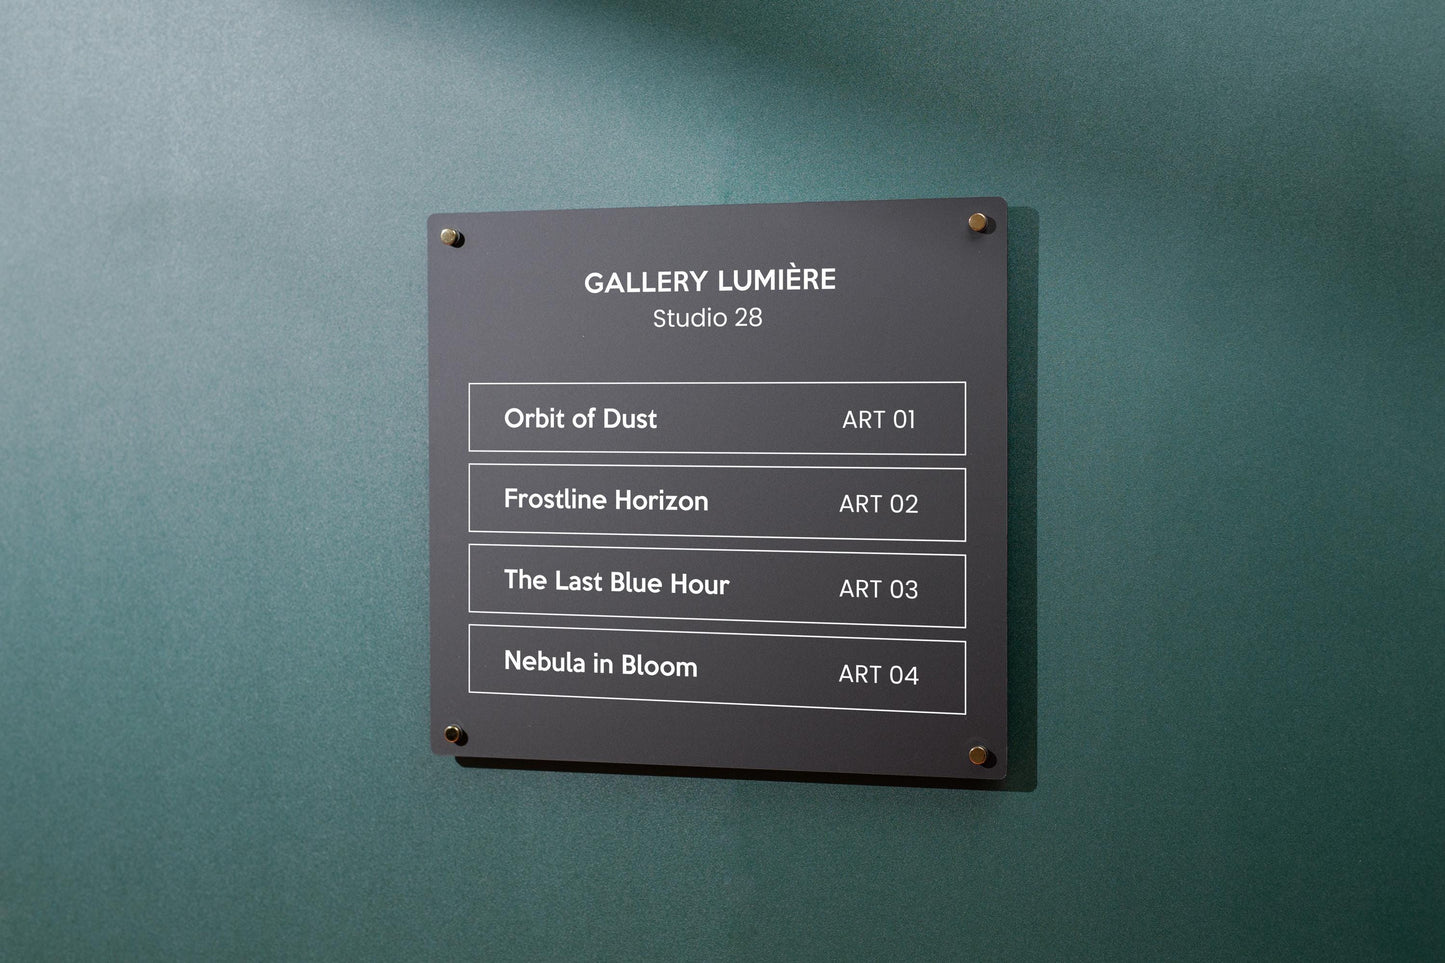 GALLERY LUMIÈRE
Studio 28
Orbit of Dust ART 01
Frostline Horizon ART 02
The Last Blue Hour ART 03
Nebula in Bloom ART 04